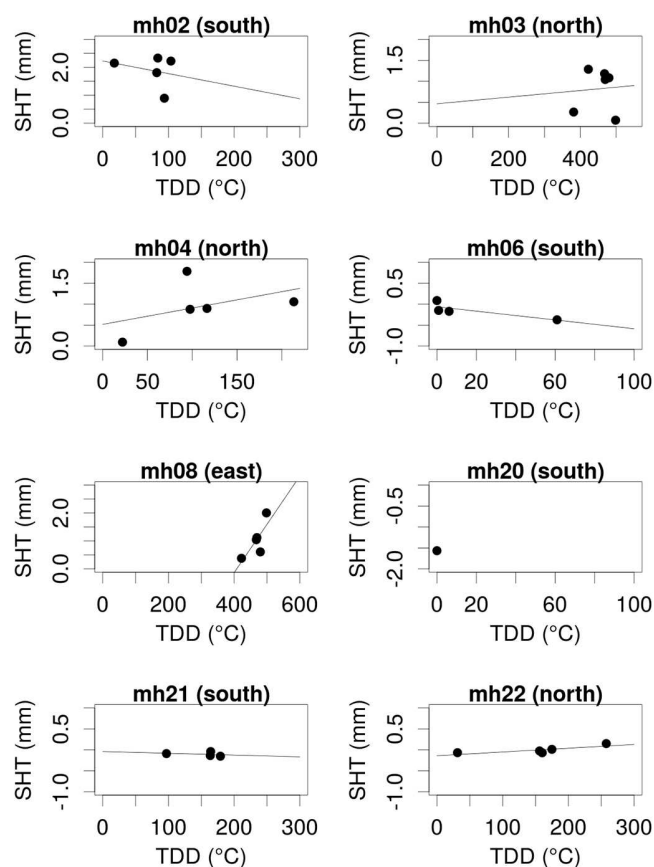 mh02 (south)
SHT (mm)
0.0 2.0
0 100 200 300
TDD (°C)
mh03 (north)
SHT (mm)
0.0 1.5
0 200 400
TDD (°C)
mh04 (north)
SHT (mm)
0.0 1.5
0 50 150
TDD (°C)
mh06 (south)
SHT (mm)
-1.0 0.5
0 20 60 100
TDD (°C)
mh08 (east)
SHT (mm)
0.0 2.0
0 200 400 600
TDD (°C)
mh20 (south)
SHT (mm)
-2.0 -0.5
0 20 60 100
TDD (°C)
mh21 (south)
SHT (mm)
-1.0 0.5
0 100 200 300
TDD (°C)
mh22 (north)
SHT (mm)
-1.0 0.5
0 100 200 300
TDD (°C)